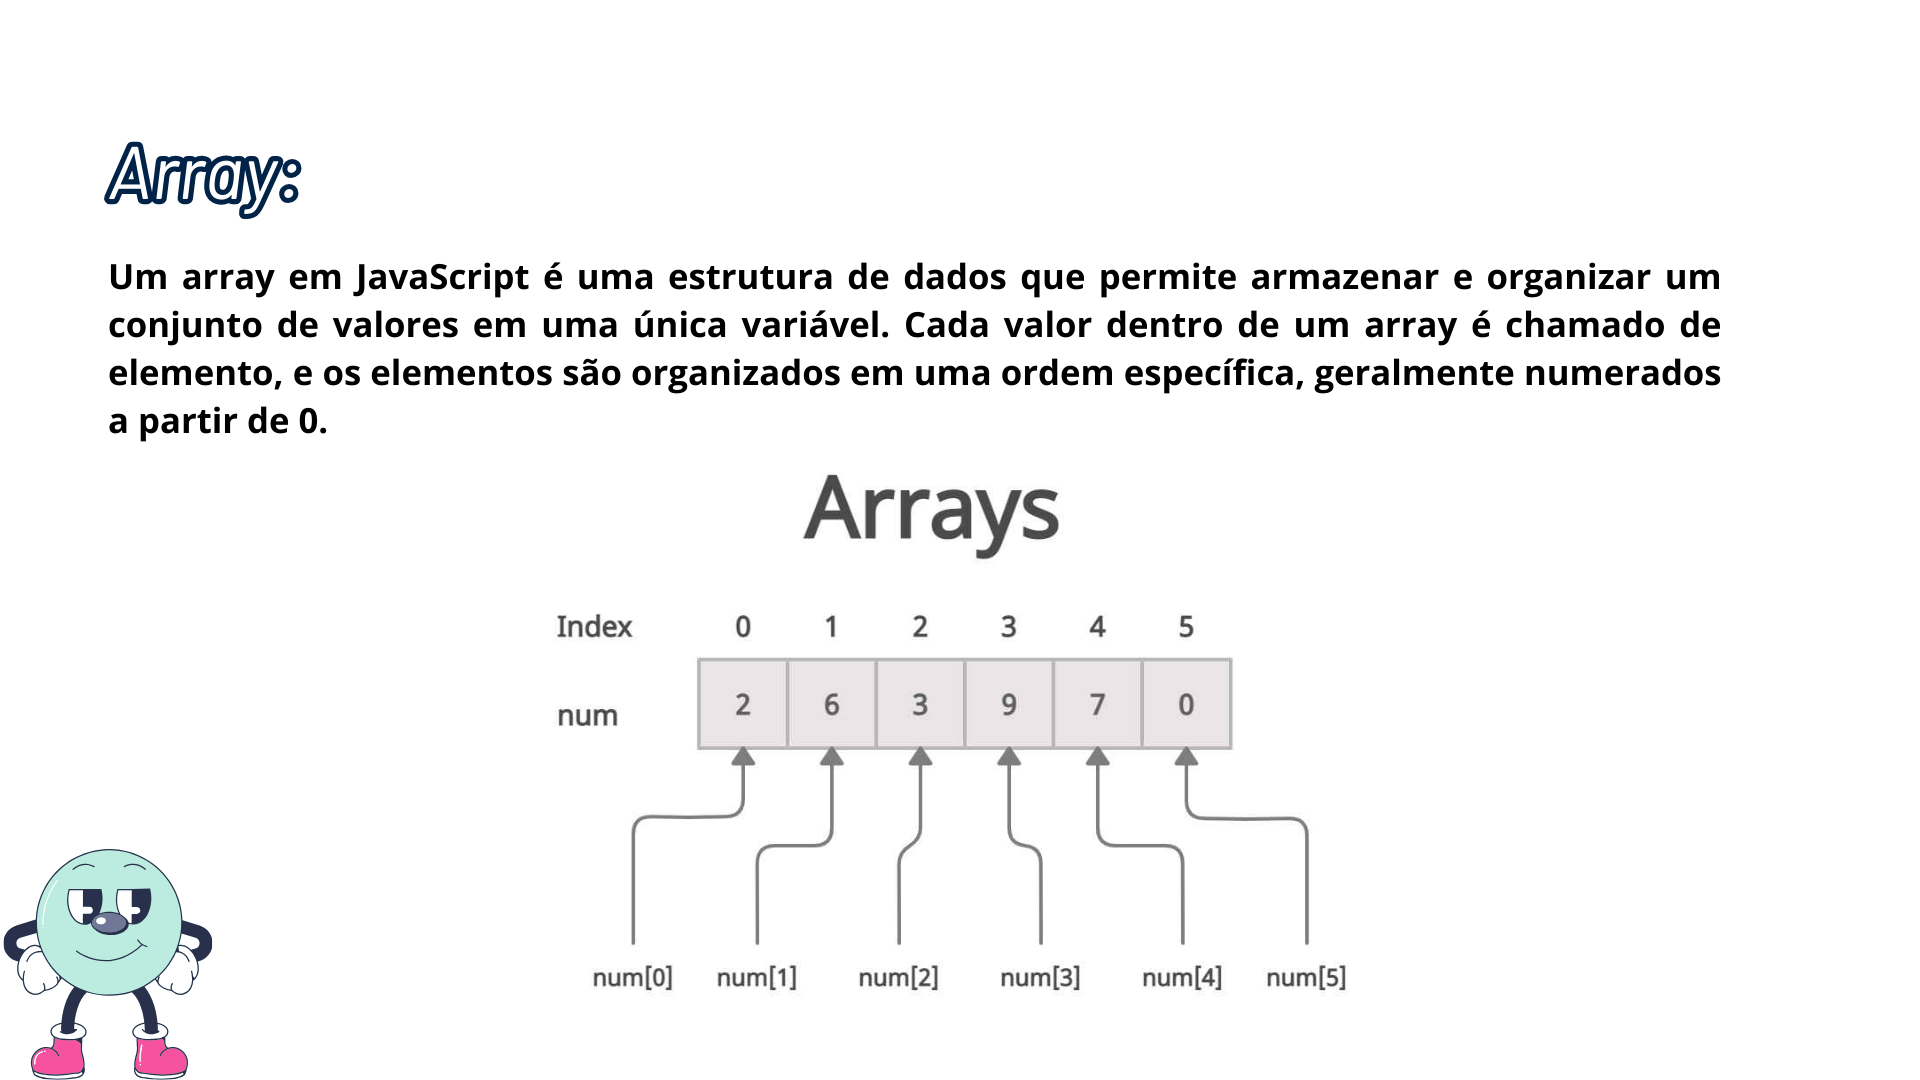 Array:
Um array em JavaScript é uma estrutura de dados que permite armazenar e organizar um
conjunto de valores em uma única variável. Cada valor dentro de um array é chamado de
elemento, e os elementos são organizados em uma ordem específica, geralmente numerados
a partir de 0.
Arrays
Index 0 1 2 3 4 5
num 2 6 3 9 7 0
num[0] num[1] num[2] num[3] num[4] num[5]